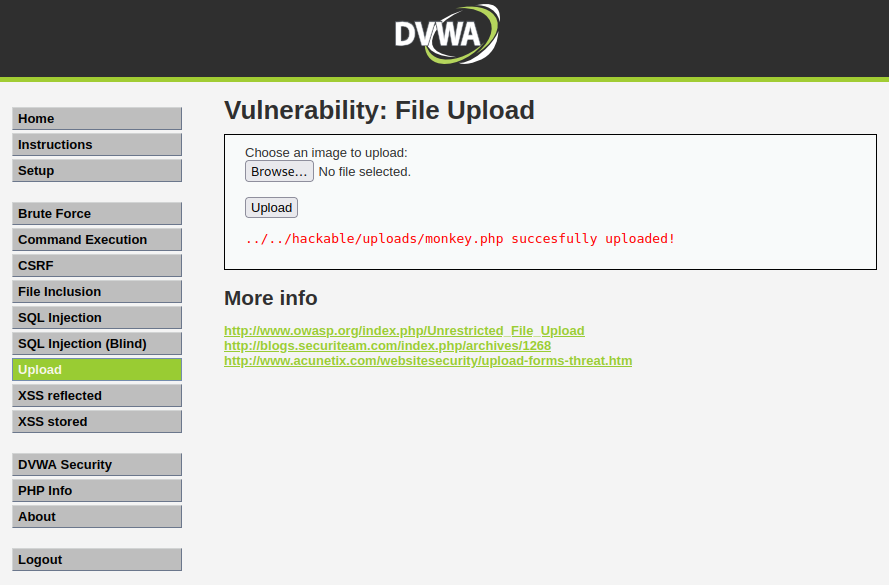 DVWA
Home
Instructions
Setup
Brute Force
Command Execution
CSRF
File Inclusion
SQL Injection
SQL Injection (Blind)
Upload
XSS reflected
XSS stored
DVWA Security
PHP Info
About
Logout
Vulnerability: File Upload
Choose an image to upload:
Browse... No file selected.
Upload
../../hackable/uploads/monkey.php succesfully uploaded!
More info
http://www.owasp.org/index.php/Unrestricted_File_Upload
http://blogs.securiteam.com/index.php/archives/1268
http://www.acunetix.com/websitesecurity/upload-forms-threat.htm